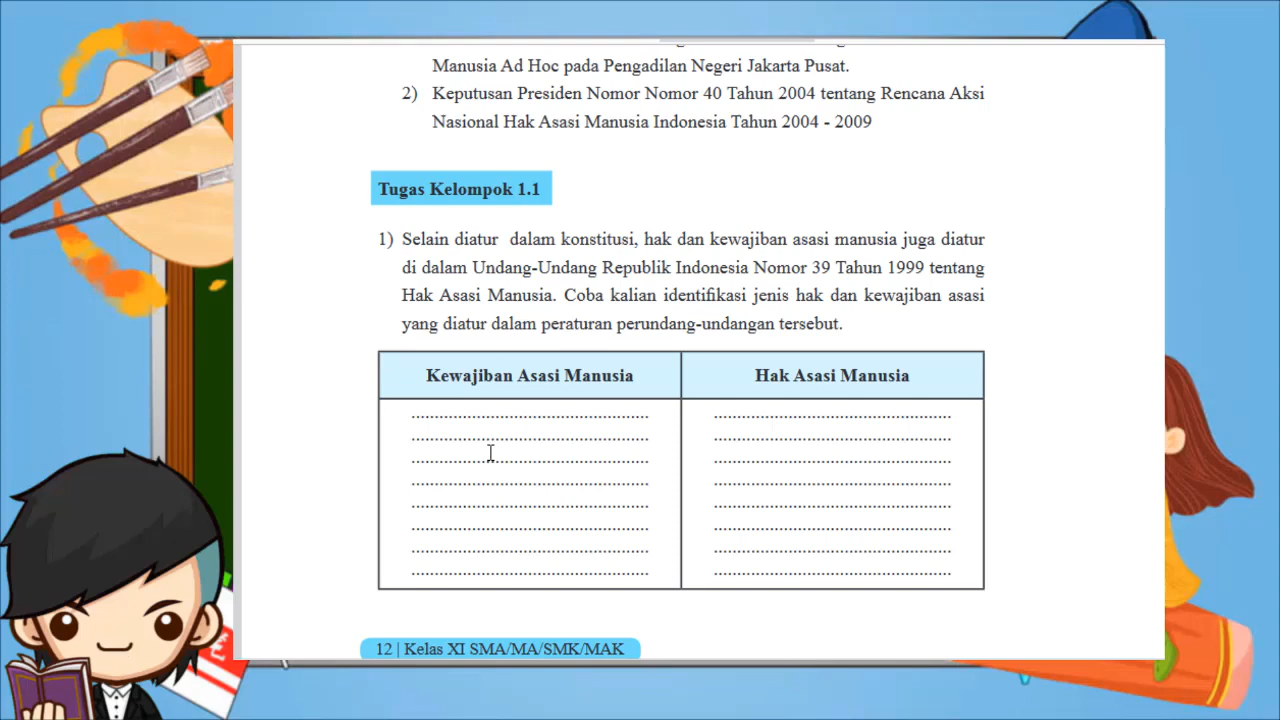 Manusia Ad Hoc pada Pengadilan Negeri Jakarta Pusat.
2) Keputusan Presiden Nomor Nomor 40 Tahun 2004 tentang Rencana Aksi
Nasional Hak Asasi Manusia Indonesia Tahun 2004 - 2009
Tugas Kelompok 1.1
1) Selain diatur dalam konstitusi, hak dan kewajiban asasi manusia juga diatur
di dalam Undang-Undang Republik Indonesia Nomor 39 Tahun 1999 tentang
Hak Asasi Manusia. Coba kalian identifikasi jenis hak dan kewajiban asasi
yang diatur dalam peraturan perundang-undangan tersebut.
Kewajiban Asasi Manusia Hak Asasi Manusia
12 | Kelas XI SMA/MA/SMK/MAK